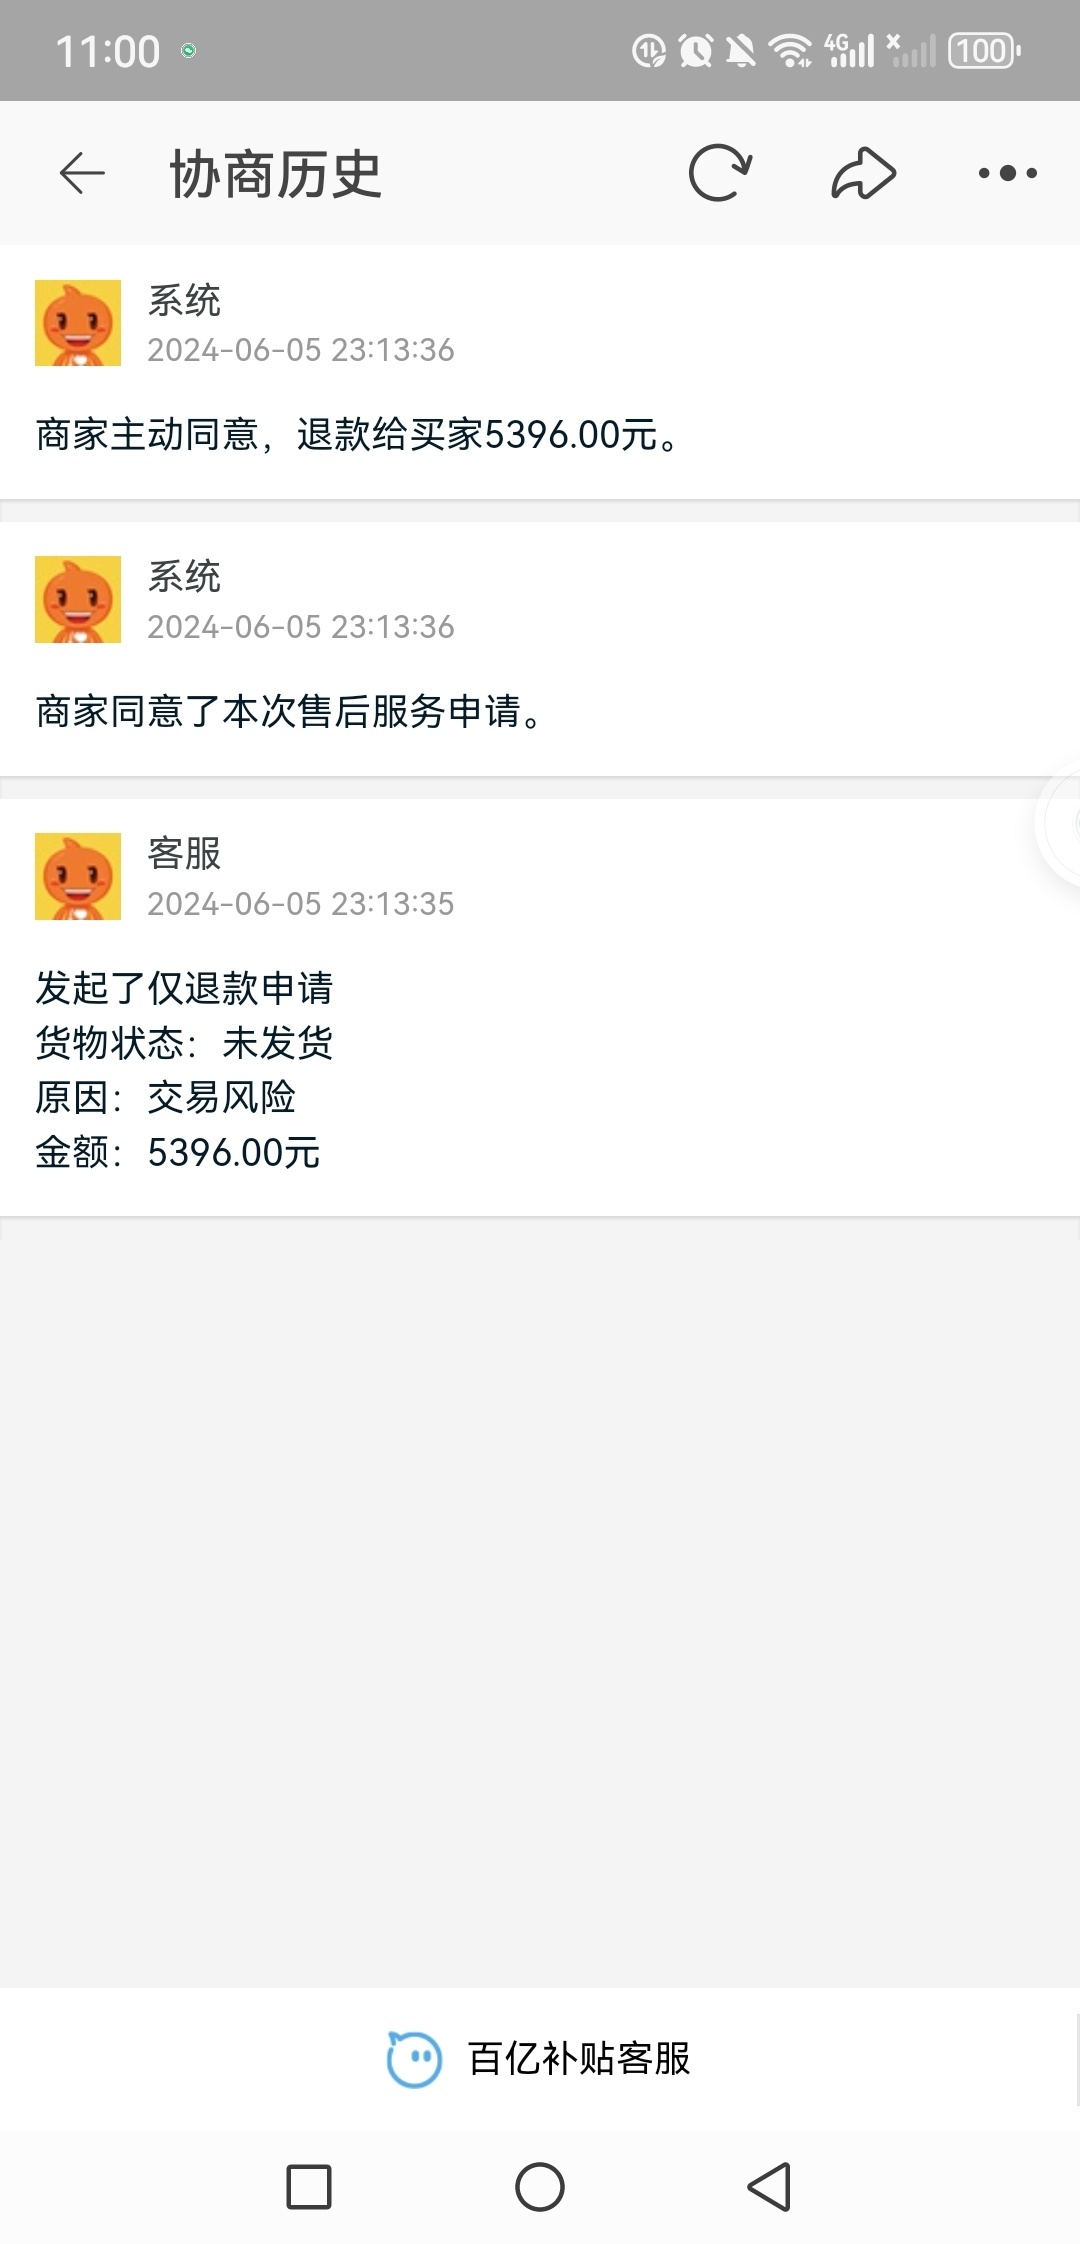 11:00
4G
100
协商历史
系统
2024-06-05 23:13:36
商家主动同意，退款给买家5396.00元。
系统
2024-06-05 23:13:36
商家同意了本次售后服务申请。
客服
2024-06-05 23:13:35
发起了仅退款申请
货物状态：未发货
原因：交易风险
金额：5396.00元
百亿补贴客服